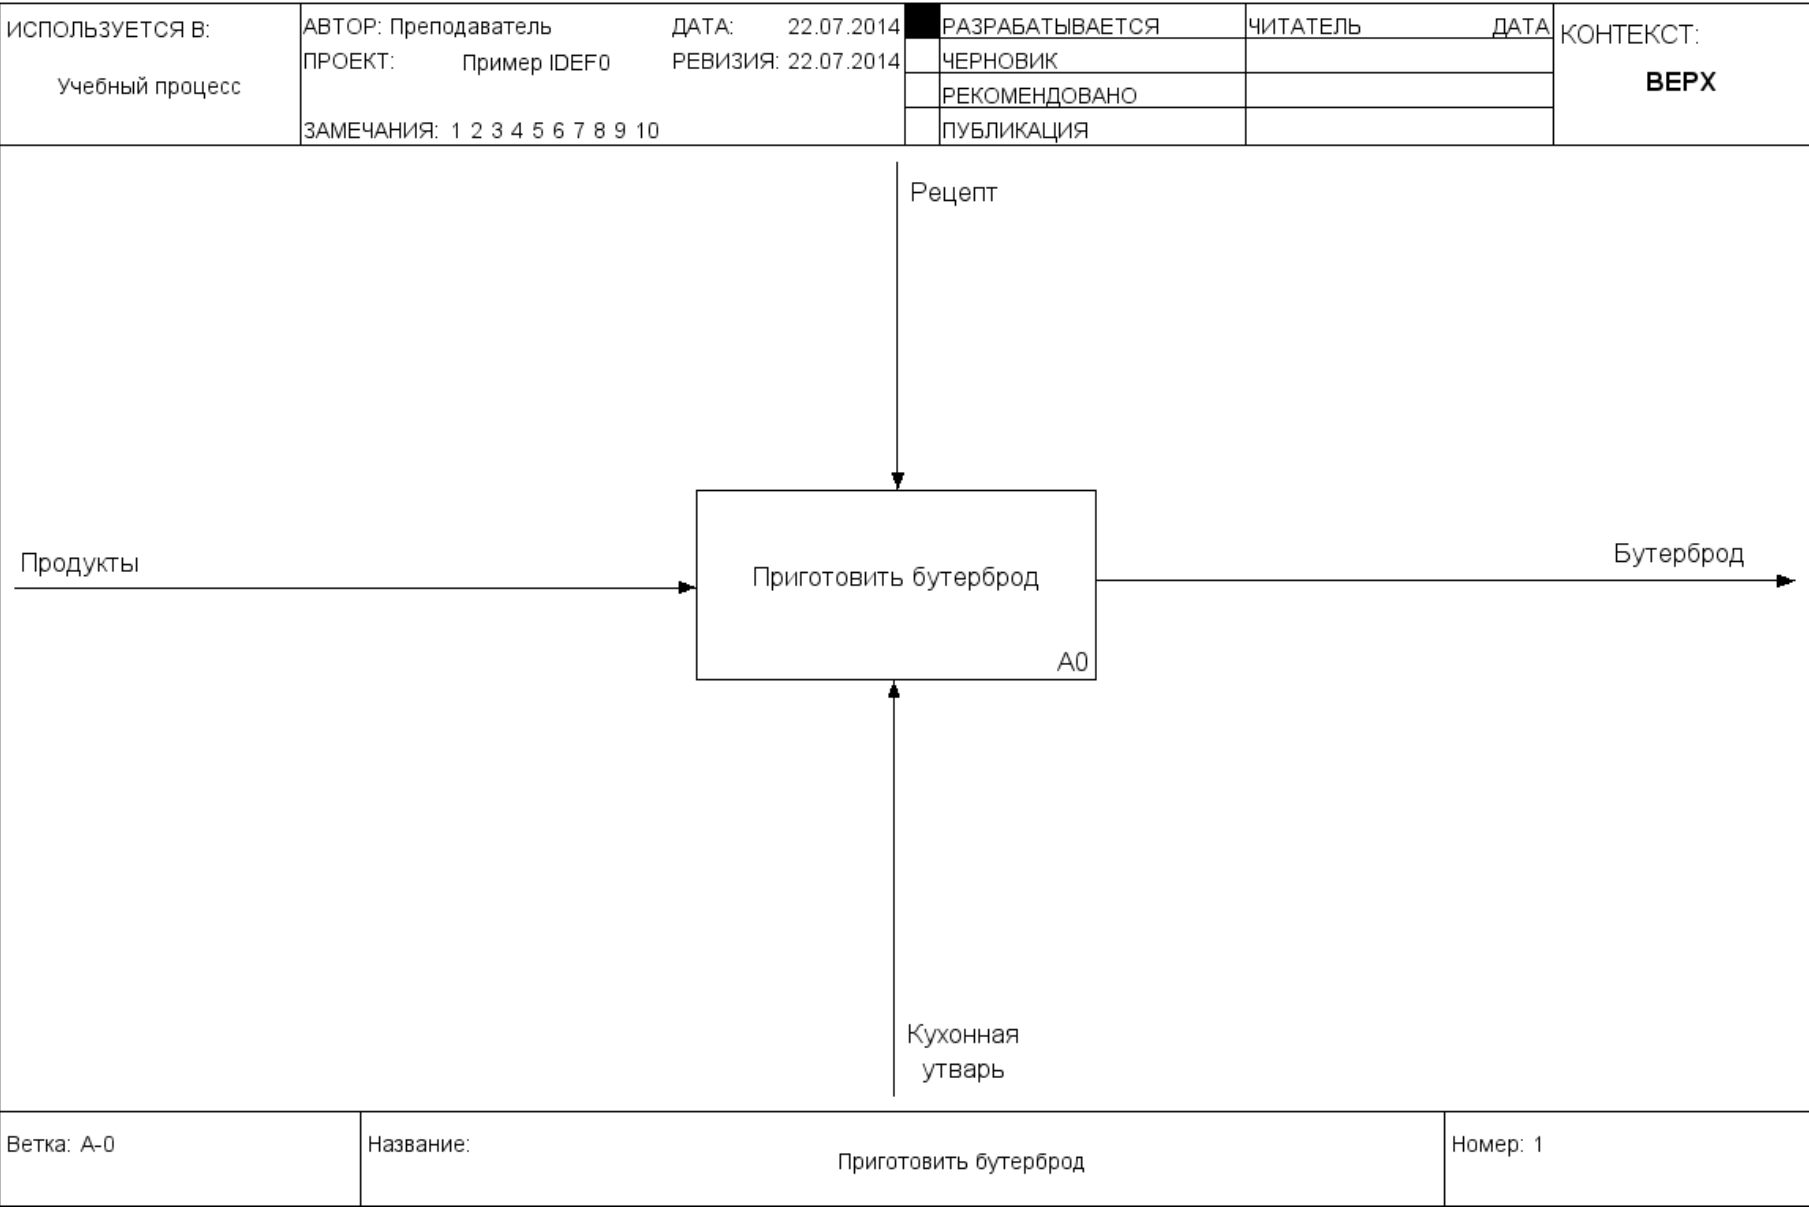 ИСПОЛЬЗУЕТСЯ В:
Учебный процесс
АВТОР: Преподаватель ДАТА: 22.07.2014
ПРОЕКТ: Пример IDEF0 РЕВИЗИЯ: 22.07.2014
ЗАМЕЧАНИЯ: 1 2 3 4 5 6 7 8 9 10
РАЗРАБАТЫВАЕТСЯ
ЧЕРНОВИК
РЕКОМЕНДОВАНО
ПУБЛИКАЦИЯ
ЧИТАТЕЛЬ ДАТА
КОНТЕКСТ:
ВЕРХ
Рецепт
Продукты
Приготовить бутерброд
A0
Бутерброд
Кухонная
утварь
Ветка: A-0
Название:
Приготовить бутерброд
Номер: 1